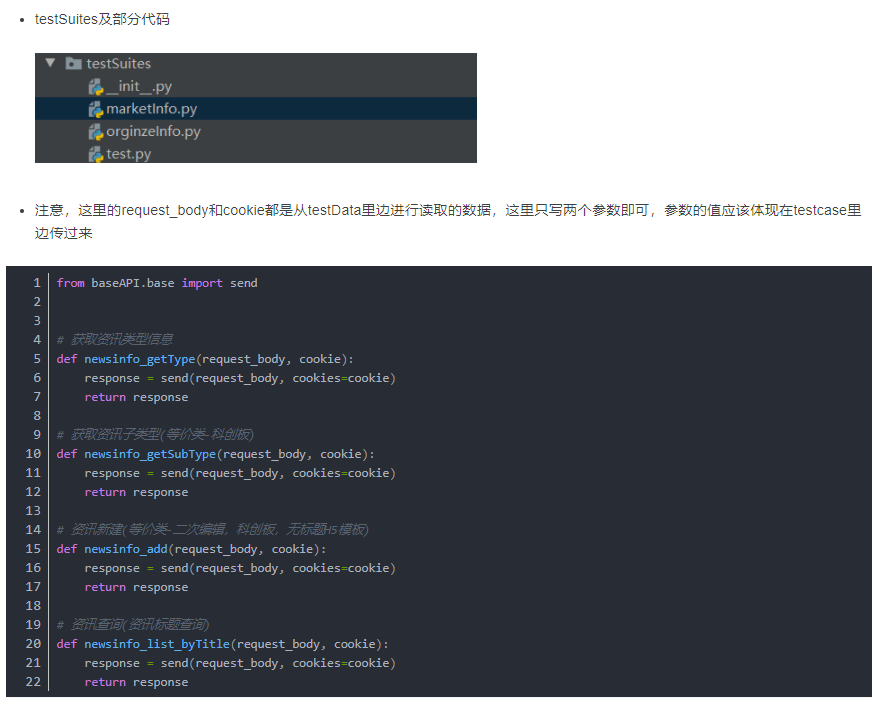 testSuites及部分代码
testSuites
__init__.py
marketInfo.py
orginzeInfo.py
test.py
注意，这里的request_body和cookie都是从testData里边进行读取的数据，这里只写两个参数即可，参数的值应该体现在testcase里
边传过来
1 from baseAPI.base import send
2
3
4 # 获取资讯类型信息
5 def newsinfo_getType(request_body, cookie):
6     response = send(request_body, cookies=cookie)
7     return response
8
9 # 获取资讯子类型(等价类-科创板)
10 def newsinfo_getSubType(request_body, cookie):
11     response = send(request_body, cookies=cookie)
12     return response
13
14 # 资讯新建(等价类-二次编辑，科创板，无标题H5模板)
15 def newsinfo_add(request_body, cookie):
16     response = send(request_body, cookies=cookie)
17     return response
18
19 # 资讯查询(资讯标题查询)
20 def newsinfo_list_byTitle(request_body, cookie):
21     response = send(request_body, cookies=cookie)
22     return response